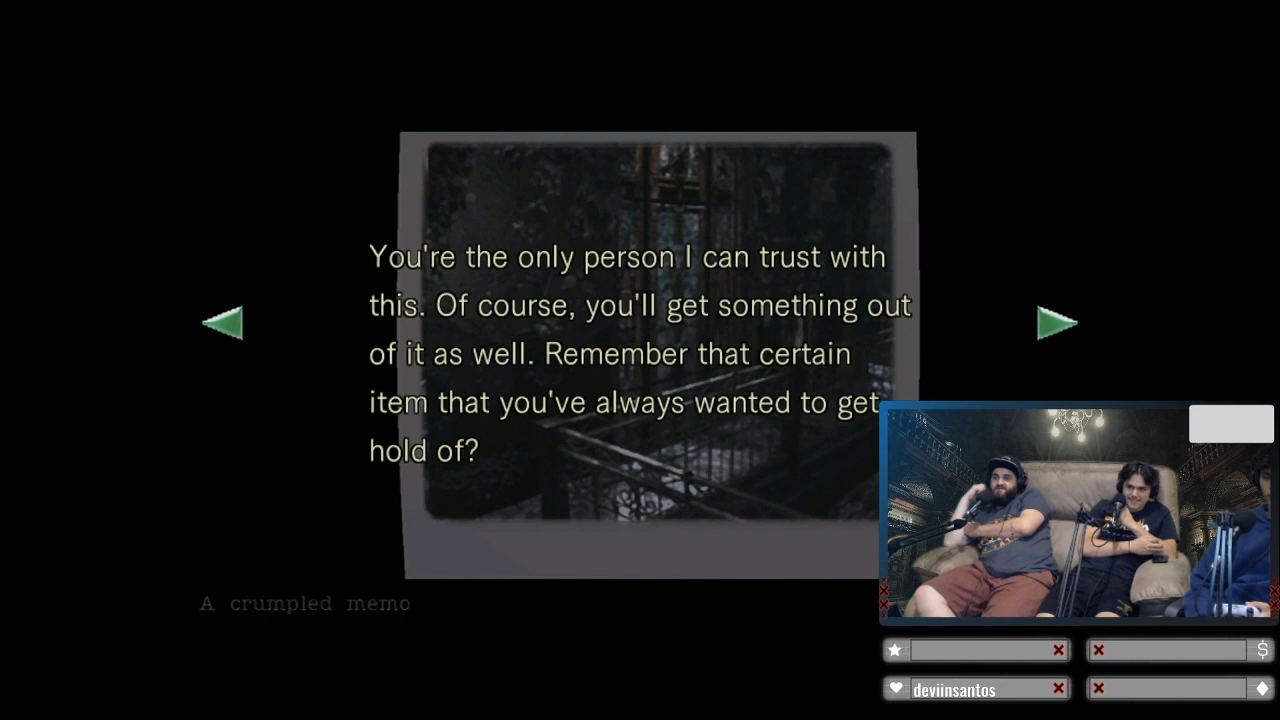 You're the only person I can trust with
this. Of course, you'll get something out
of it as well. Remember that certain
item that you've always wanted to get
hold of?
A crumpled memo
$
deviinsantos